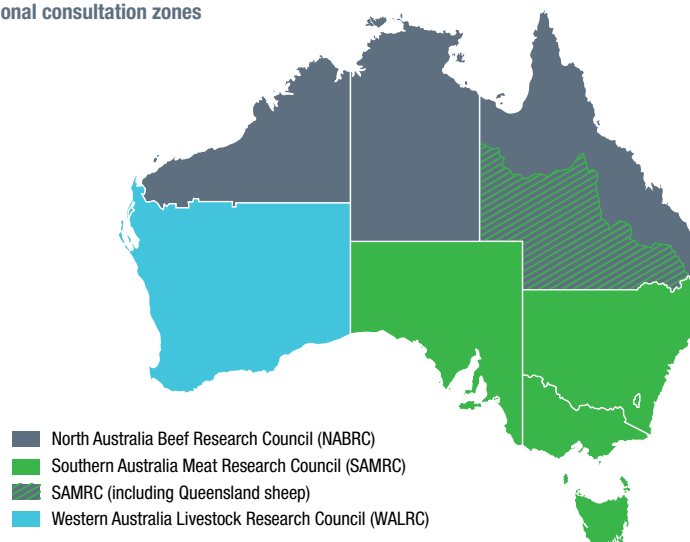 onal consultation zones
North Australia Beef Research Council (NABRC)
Southern Australia Meat Research Council (SAMRC)
SAMRC (including Queensland sheep)
Western Australia Livestock Research Council (WALRC)